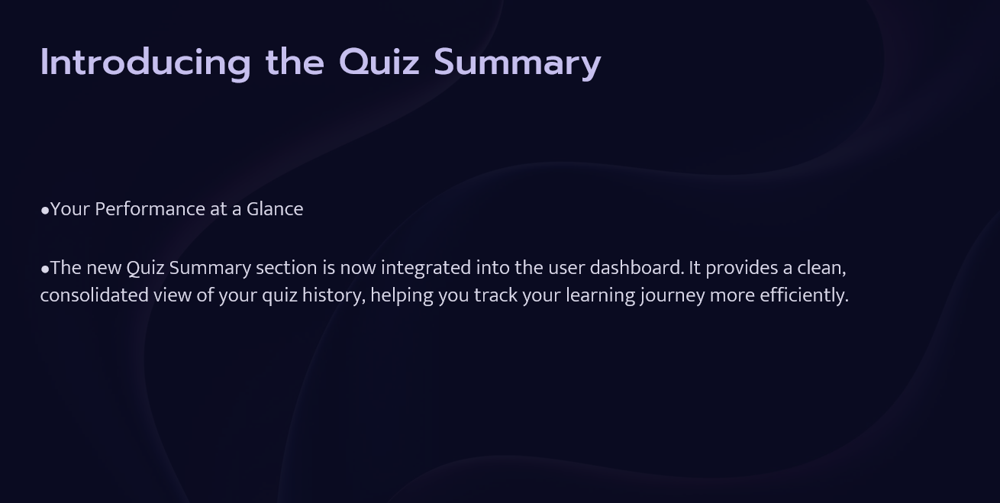 Introducing the Quiz Summary
●Your Performance at a Glance
●The new Quiz Summary section is now integrated into the user dashboard. It provides a clean,
consolidated view of your quiz history, helping you track your learning journey more efficiently.